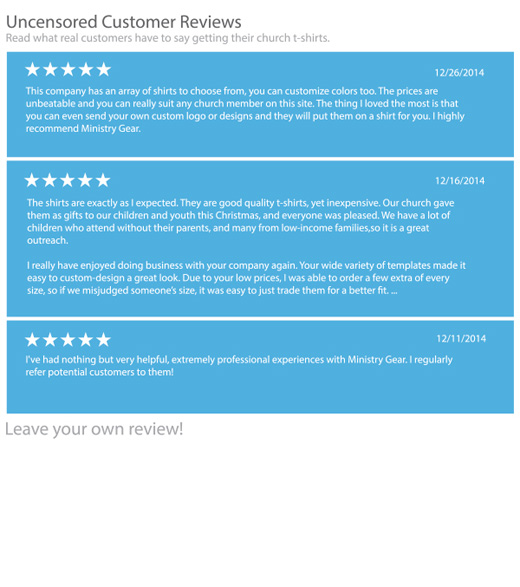 Uncensored Customer Reviews
Read what real customers have to say getting their church t-shirts.
12/26/2014
This company has an array of shirts to choose from, you can customize colors too. The prices are
unbeatable and you can really suit any church member on this site. The thing I loved the most is that
you can even send your own custom logo or designs and they will put them on a shirt for you. I highly
recommend Ministry Gear.
12/16/2014
The shirts are exactly as I expected. They are good quality t-shirts, yet inexpensive. Our church gave
them as gifts to our children and youth this Christmas, and everyone was pleased. We have a lot of
children who attend without their parents, and many from low-income families,so it is a great
outreach.
I really have enjoyed doing business with your company again. Your wide variety of templates made it
easy to custom-design a great look. Due to your low prices, I was able to order a few extra of every
size, so if we misjudged someone's size, it was easy to just trade them for a better fit. ...
12/11/2014
I've had nothing but very helpful, extremely professional experiences with Ministry Gear. I regularly
refer potential customers to them!
Leave your own review!